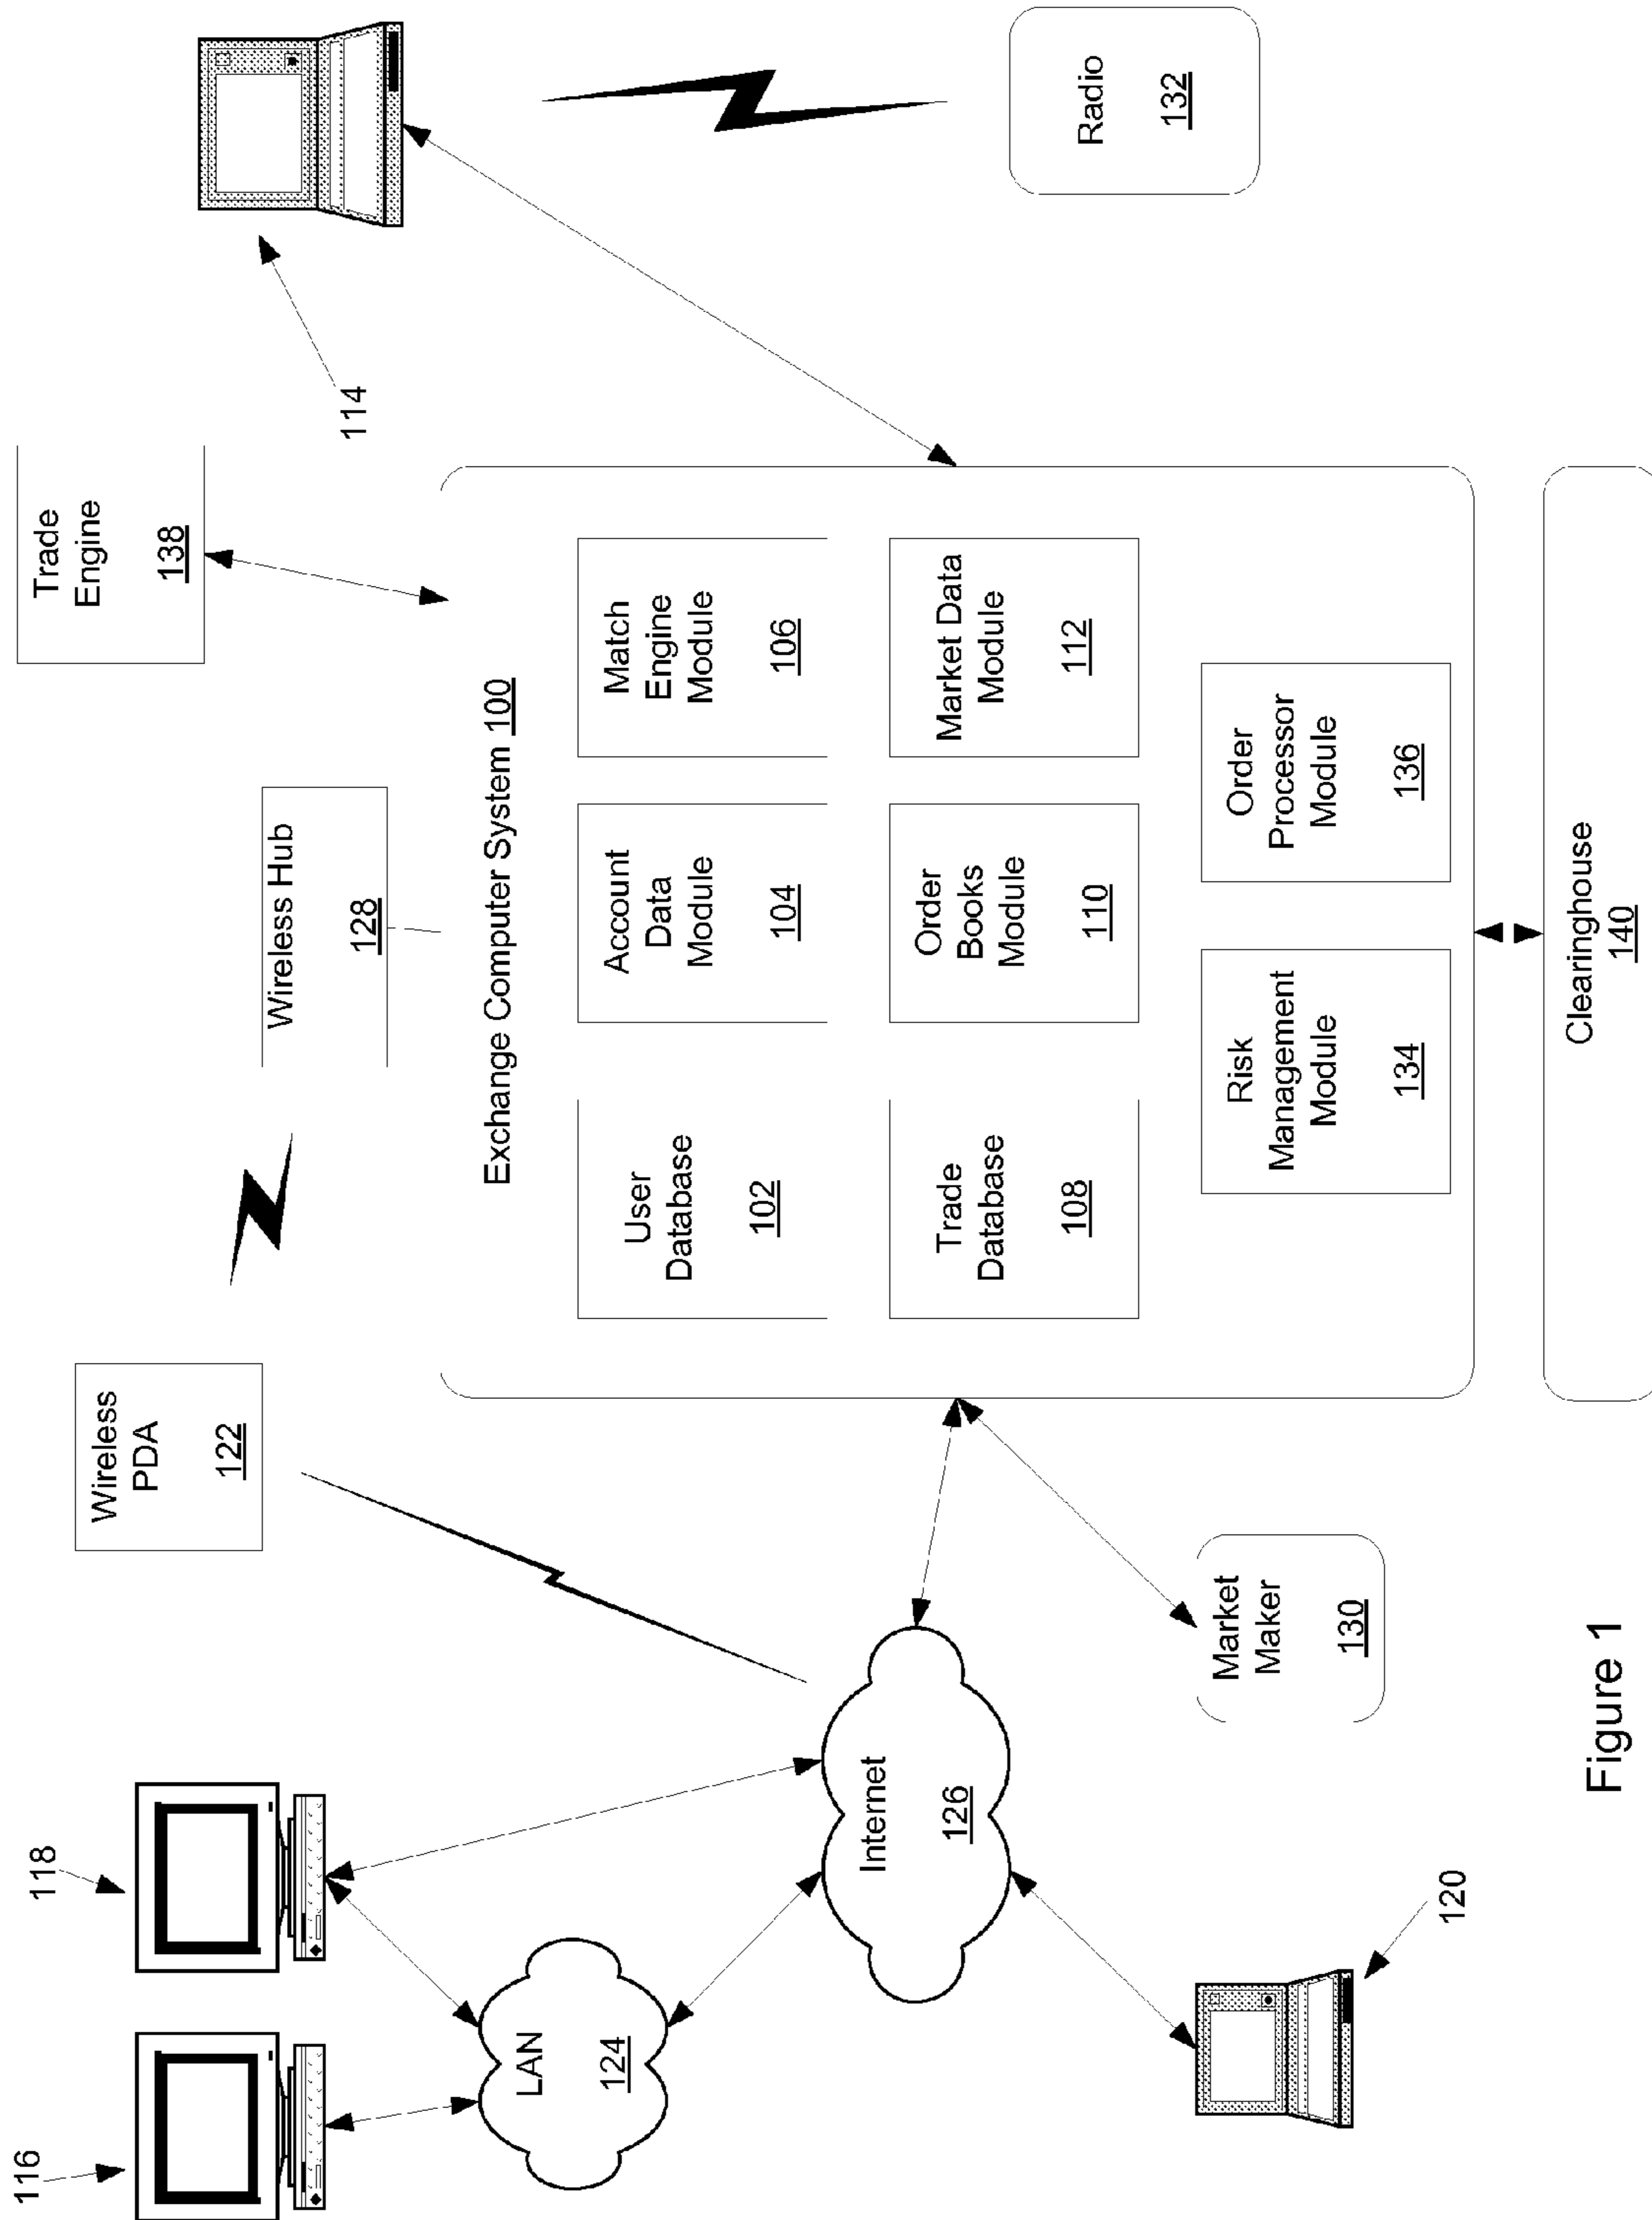 116
118
Wireless
PDA
122
Wireless Hub
128
Trade
Engine
138
114
LAN
124
Exchange Computer System 100
User
Database
102
Account
Data
Module
104
Match
Engine
Module
106
Internet
126
Trade
Database
108
Order
Books
Module
110
Market Data
Module
112
Radio
132
120
Market
Maker
130
Risk
Management
Module
134
Order
Processor
Module
136
Clearinghouse
140
Figure 1